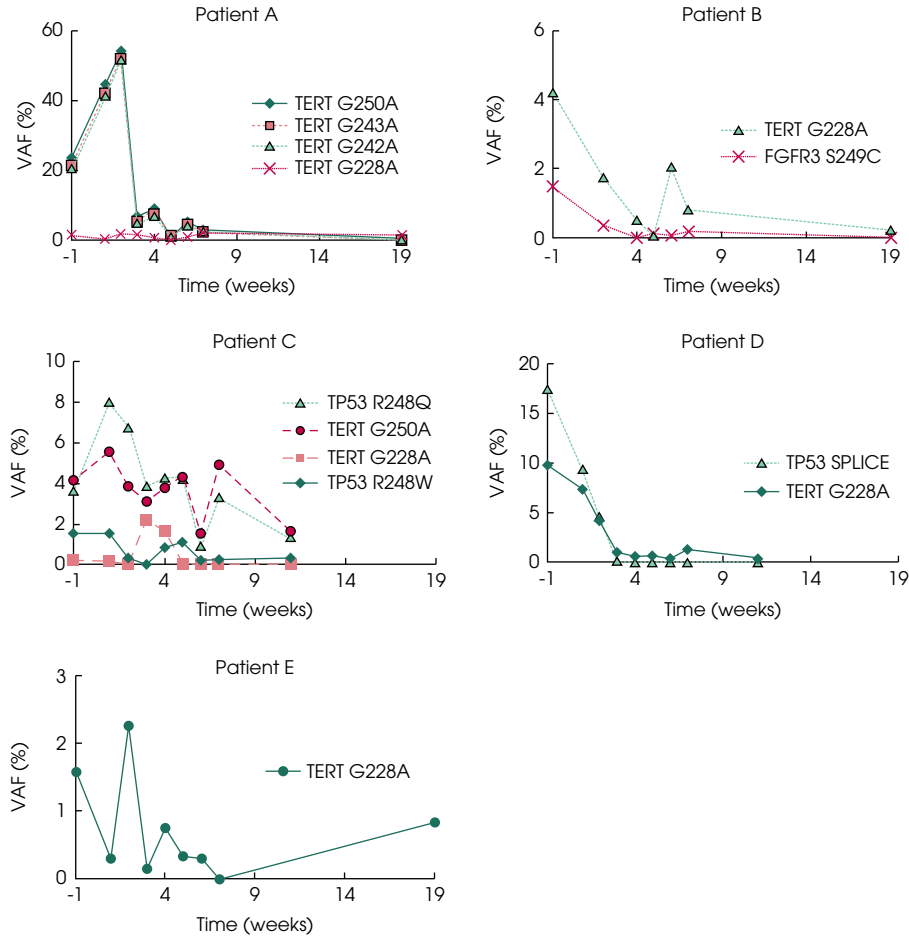 Patient A
60
40
20
0
-1
4
9
14
19
VAF (%)
Time (weeks)
TERT G250A
TERT G243A
TERT G242A
TERT G228A
Patient B
6
4
2
0
-1
4
9
14
19
VAF (%)
Time (weeks)
TERT G228A
FGFR3 S249C
Patient C
10
8
6
4
2
0
-1
4
9
14
19
VAF (%)
Time (weeks)
TP53 R248Q
TERT G250A
TERT G228A
TP53 R248W
Patient D
20
15
10
5
0
-1
4
9
14
19
VAF (%)
Time (weeks)
TP53 SPLICE
TERT G228A
Patient E
3
2
1
0
-1
4
9
14
19
VAF (%)
Time (weeks)
TERT G228A